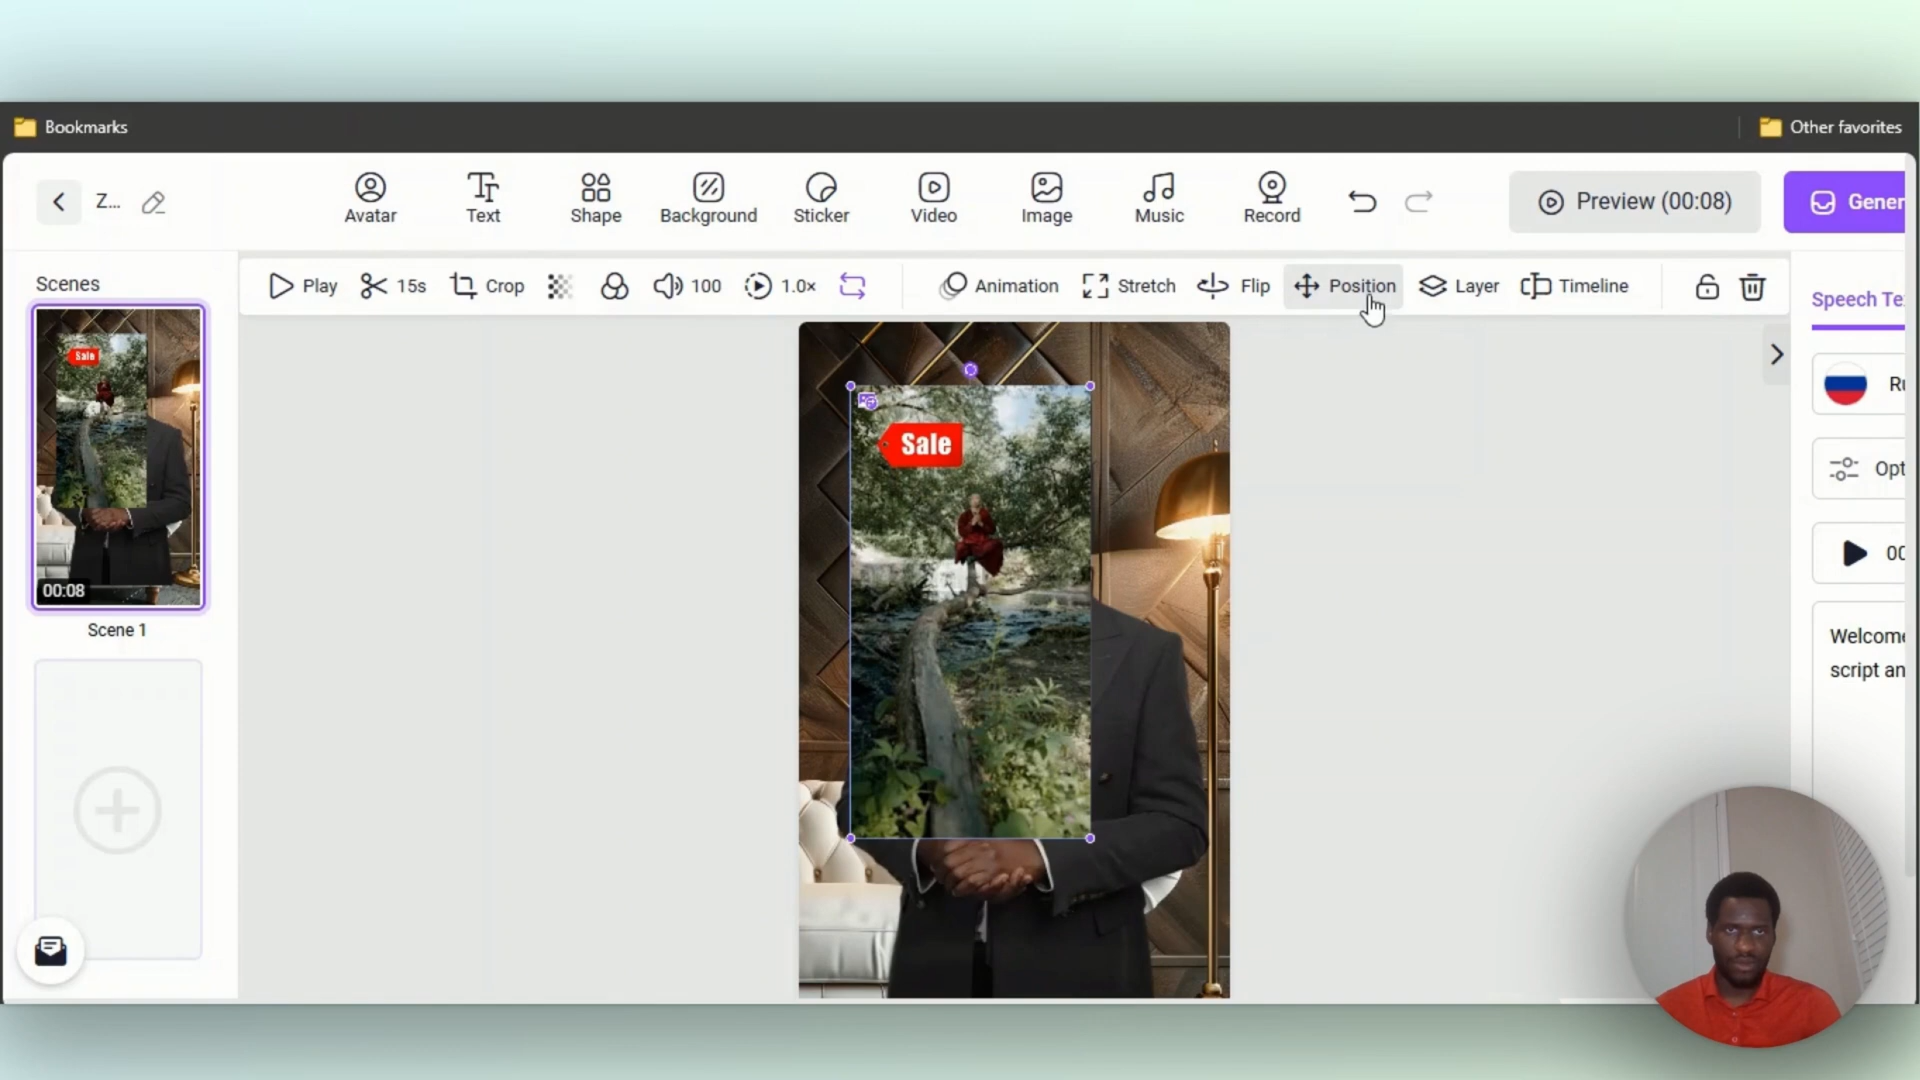 Bookmarks
Other favorites
Z...
Avatar
Text
Shape
Background
Sticker
Video
Image
Music
Record
Preview (00:08)
Gener
Scenes
Play
15s
Crop
100
1.0x
Animation
Stretch
Flip
Position
Layer
Timeline
Speech Te
Sale
Sale
00:08
Scene 1
Ru
Opt
00
Welcome
script an